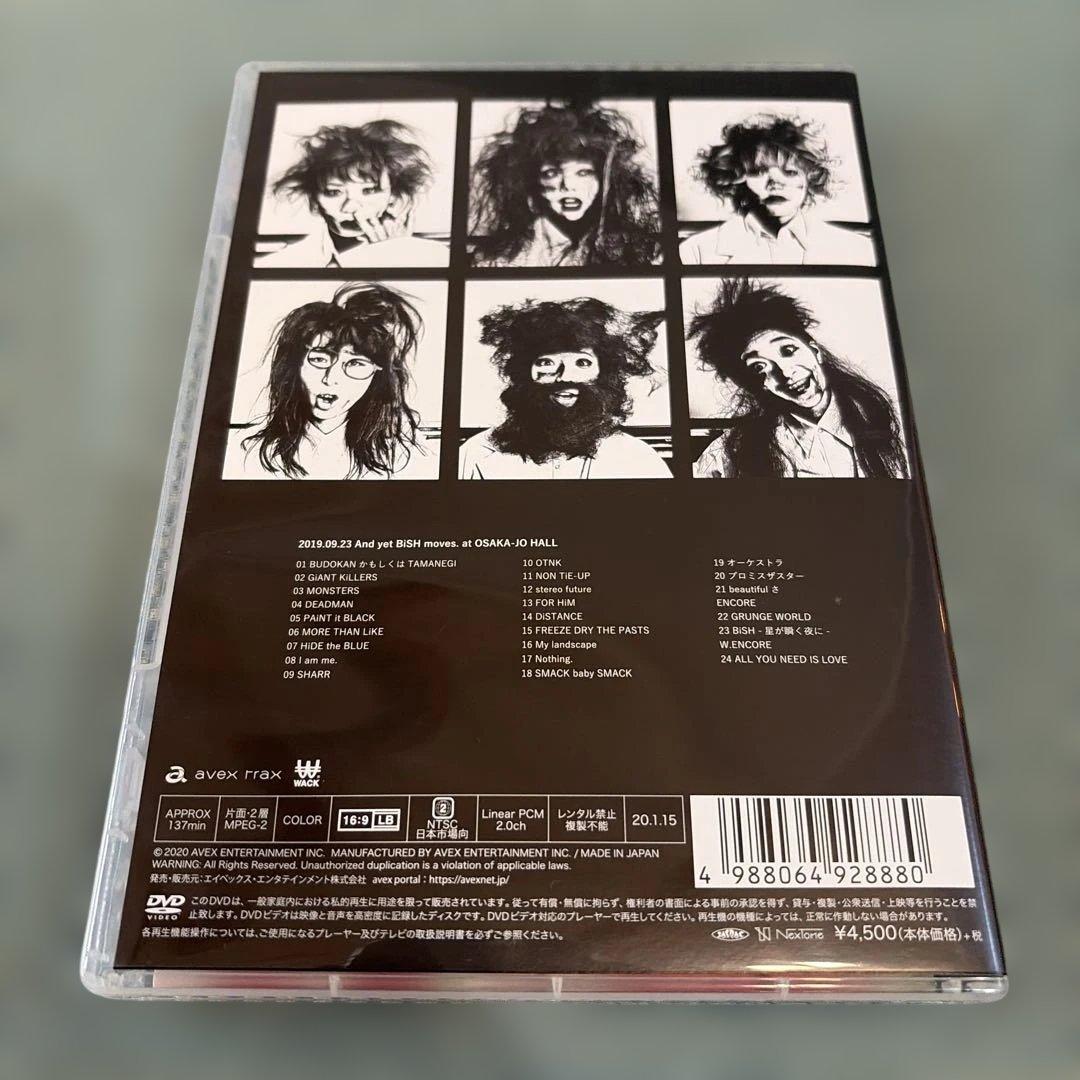 2019.09.23 And yet BiSH moves. at OSAKA-JO HALL
01 BUDOKAN かもしくは TAMANEGI
02 GiANT KiLLERS
03 MONSTERS
04 DEADMAN
05 PAiNT it BLACK
06 MORE THAN LiKE
07 HiDE the BLUE
08 I am me.
09 SHARR
10 OTNK
11 NON TiE-UP
12 stereo future
13 FOR HiM
14 DiSTANCE
15 FREEZE DRY THE PASTS
16 My landscape
17 Nothing.
18 SMACK baby SMACK
19 オーケストラ
20 プロミスザスター
21 beautiful さ
ENCORE
22 GRUNGE WORLD
23 BiSH - 星が瞬く夜に -
W.ENCORE
24 ALL YOU NEED IS LOVE
a avex trax
WACK
APPROX
137min
片面・2層
MPEG-2
COLOR
16:9 LB
2
NTSC
日本市場向
Linear PCM
2.0ch
レンタル禁止
複製不能
20.1.15
© 2020 AVEX ENTERTAINMENT INC. MANUFACTURED BY AVEX ENTERTAINMENT INC. / MADE IN JAPAN
WARNING: All Rights Reserved. Unauthorized duplication is a violation of applicable laws.
発売・販売元：エイベックス・エンタテインメント株式会社 avex portal : https://avexnet.jp/
4 988064 928880
DVD VIDEO
このDVDは、一般家庭内における私的再生に用途を限って販売されています。従って有償・無償に拘らず、権利者の書面による事前の承認を得ず、貸与・複製・公衆送信・上映等を行うことを禁
止致します。DVDビデオは映像と音声を高密度に記録したディスクです。DVDビデオ対応のプレーヤーで再生してください。再生機の機種によっては、正常に作動しない場合があります。
各再生機能操作については、ご使用になるプレーヤー及びテレビの取扱説明書を必ずご参照ください。
JASRAC NexTone ¥4,500(本体価格)+税